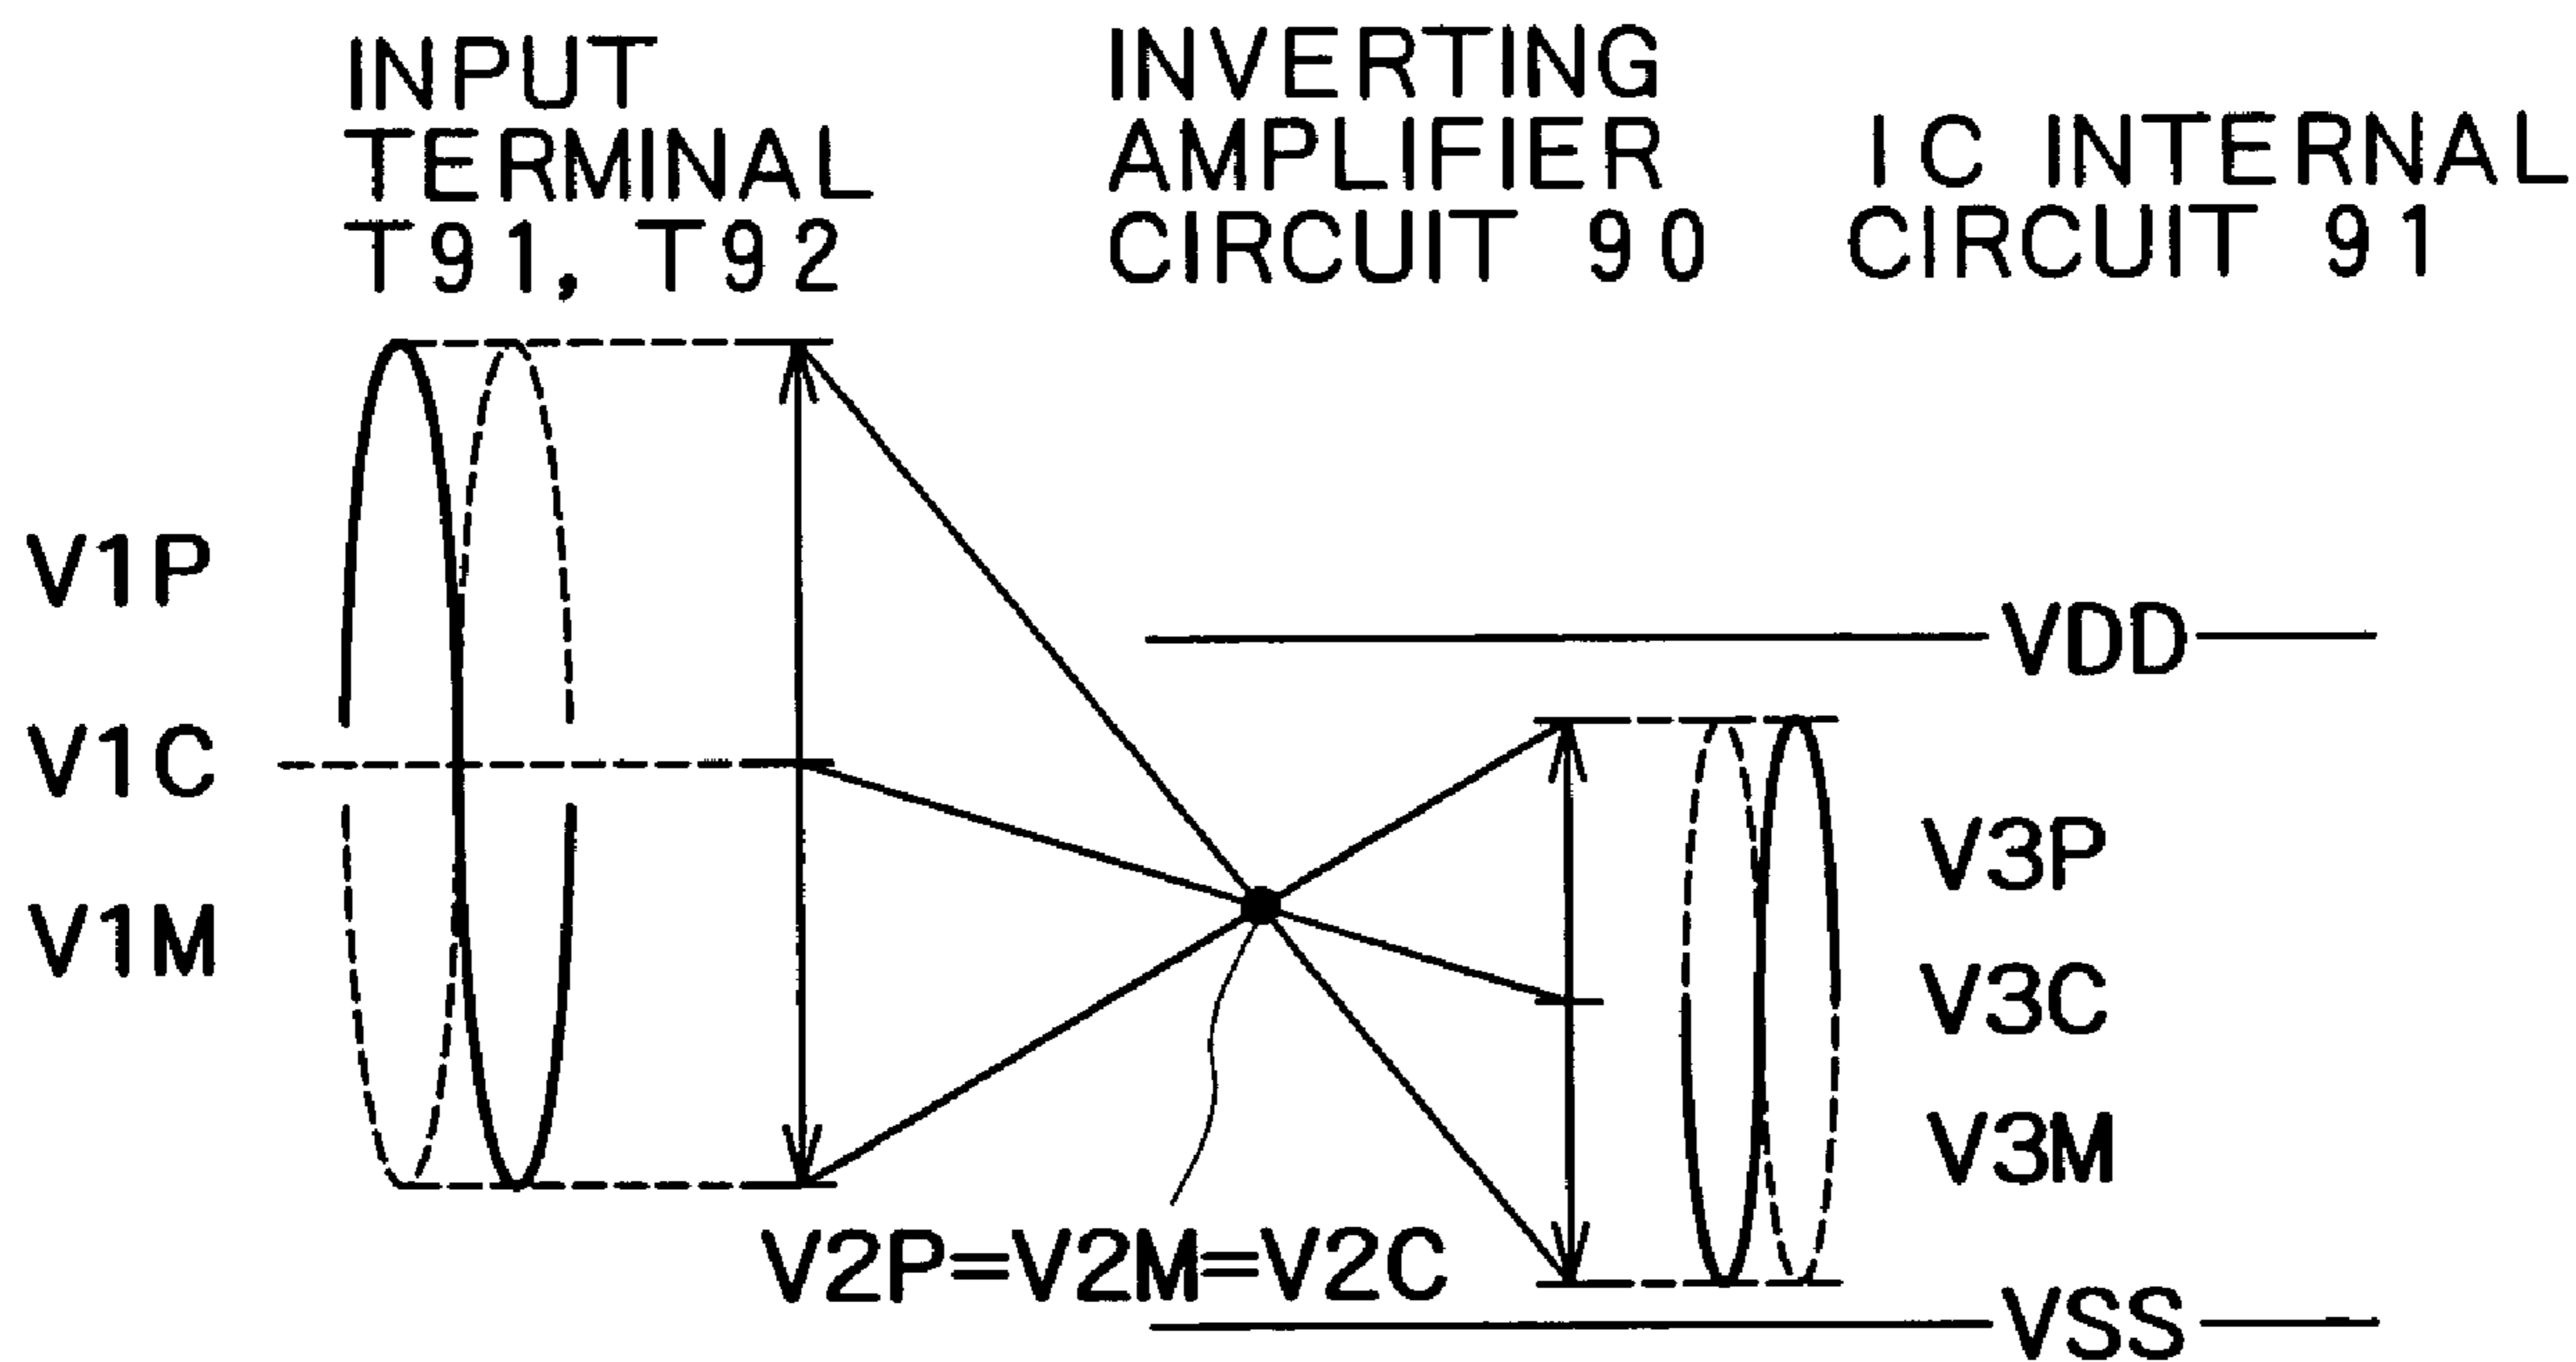 INPUT
TERMINAL
T91, T92
INVERTING
AMPLIFIER
CIRCUIT 90
IC INTERNAL
CIRCUIT 91
V1P
V1C
V1M
VDD
V3P
V3C
V3M
V2P=V2M=V2C
VSS